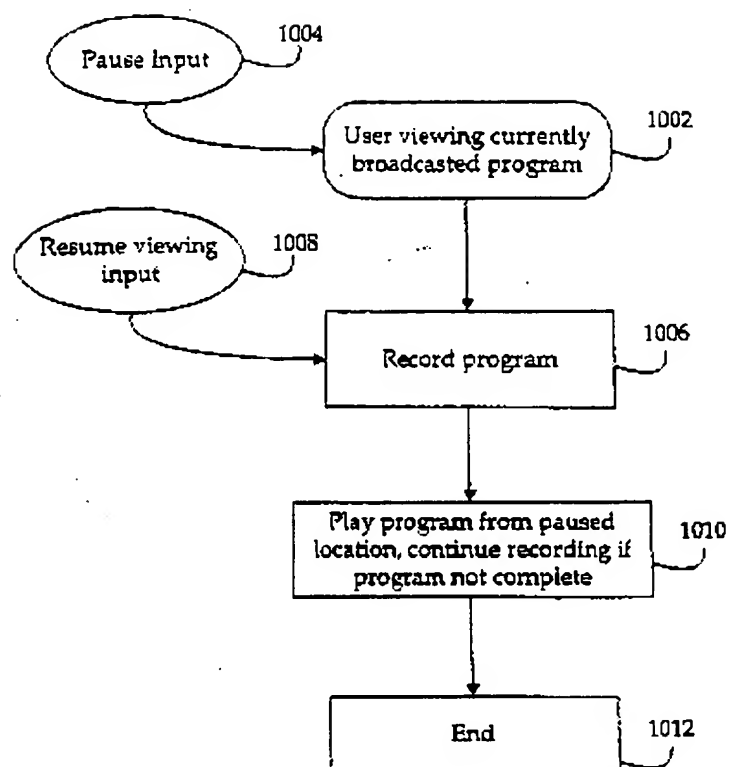 1004
Pause Input
1002
User viewing currently
broadcasted program
1008
Resume viewing
input
1006
Record program
Play program from paused
location, continue recording if
program not complete
1010
End
1012